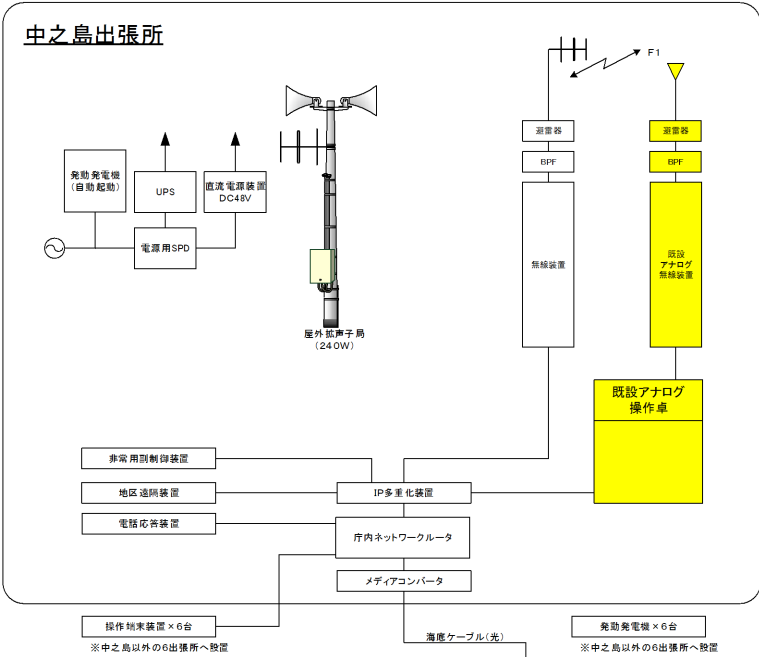 中之島出張所
F1
避雷器
避雷器
BPF
BPF
発動発電機
(自動起動)
UPS
直流電源装置
DC48V
電源用SPD
無線装置
既設
アナログ
無線装置
屋外拡声子局
(240W)
既設アナログ
操作卓
非常用副制御装置
地区遠隔装置
IP多重化装置
電話応答装置
庁内ネットワークルータ
メディアコンバータ
操作端末装置×6台
発動発電機×6台
海底ケーブル(光)
※中之島以外の6出張所へ設置
※中之島以外の6出張所へ設置